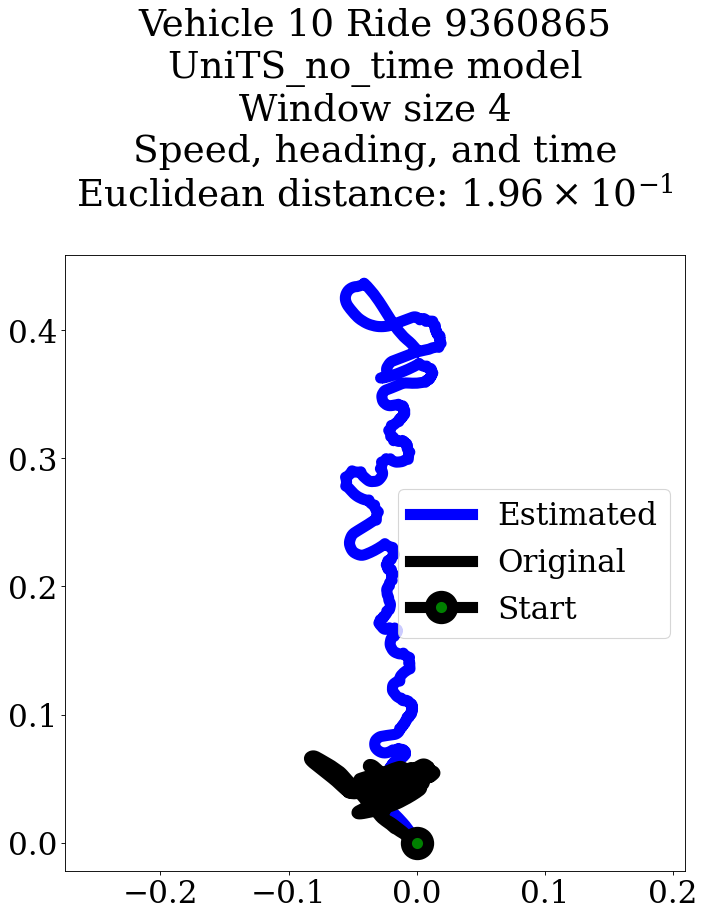 Vehicle 10 Ride 9360865
UniTS_no_time model
Window size 4
Speed, heading, and time
Euclidean distance: 1.96 × 10⁻¹
0.4
0.3
0.2
0.1
0.0
Estimated
Original
Start
−0.2
−0.1
0.0
0.1
0.2